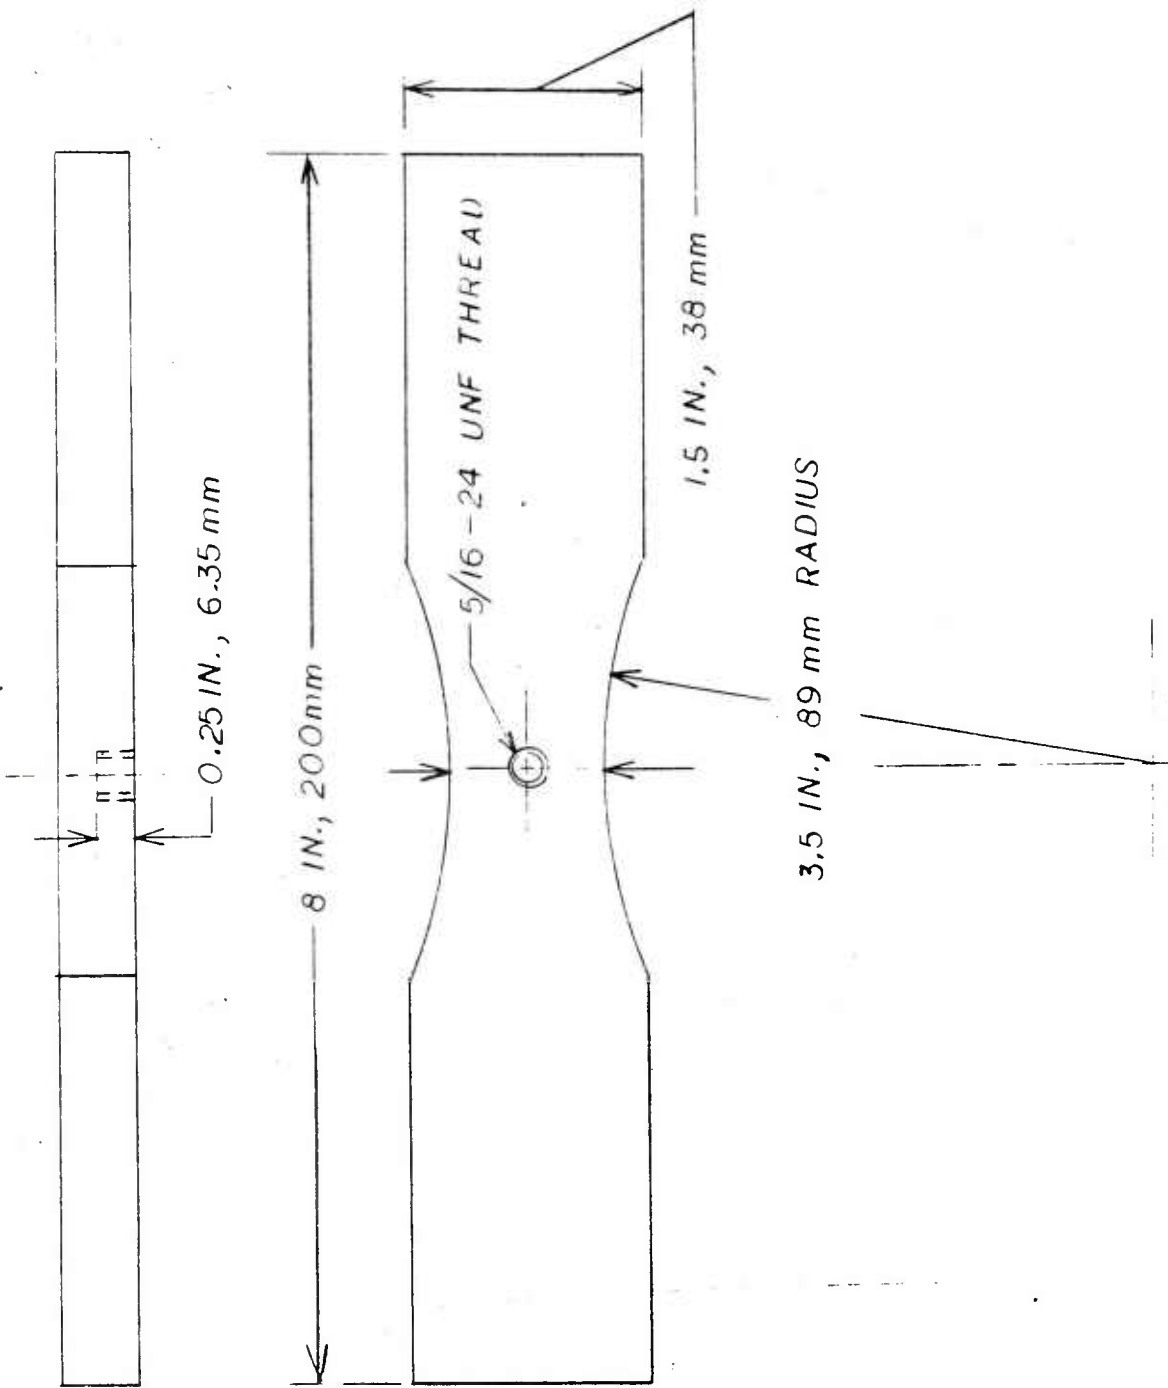 0.25 IN., 6.35 mm
8 IN., 200mm
5/16-24 UNF THREAD
1.5 IN., 38 mm
3.5 IN., 89 mm RADIUS